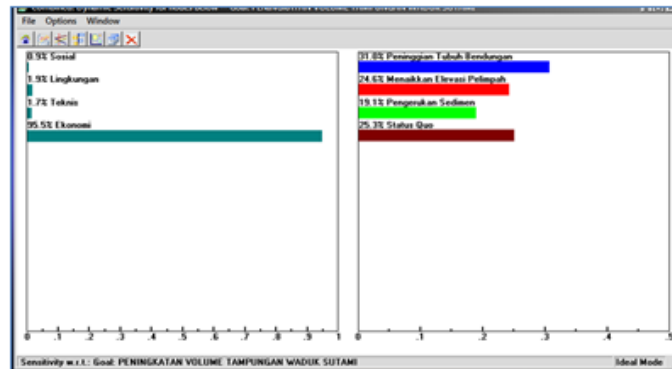 File Options Window
0.9% Sosial
1.9% Lingkungan
1.7% Teknis
95.5% Ekonomi
0 .1 .2 .3 .4 .5 .6 .7 .8 .9 1
31.0% Peninggian Tubuh Bendungan
24.6% Menaikkan Elevasi Pelimpah
19.1% Pengerukan Sedimen
25.3% Status Quo
0 .1 .2 .3 .4 .5
Sensitivity w.r.t.: Goal: PENINGKATAN VOLUME TAMPUNGAN WADUK SUTAMI
Ideal Mode